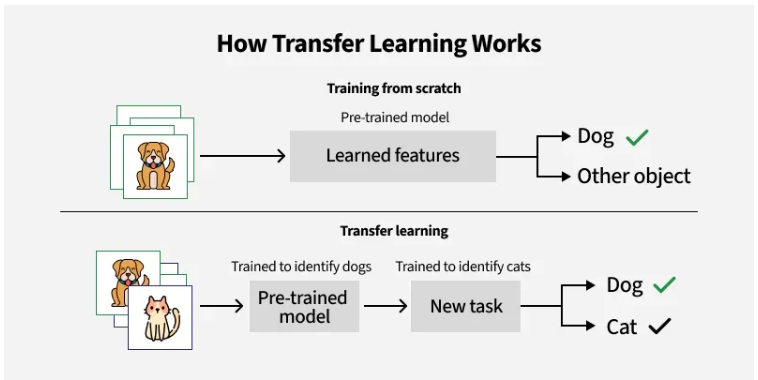 How Transfer Learning Works
Training from scratch
Pre-trained model
Learned features
Dog
Other object
Transfer learning
Trained to identify dogs
Trained to identify cats
Pre-trained
model
New task
Dog
Cat